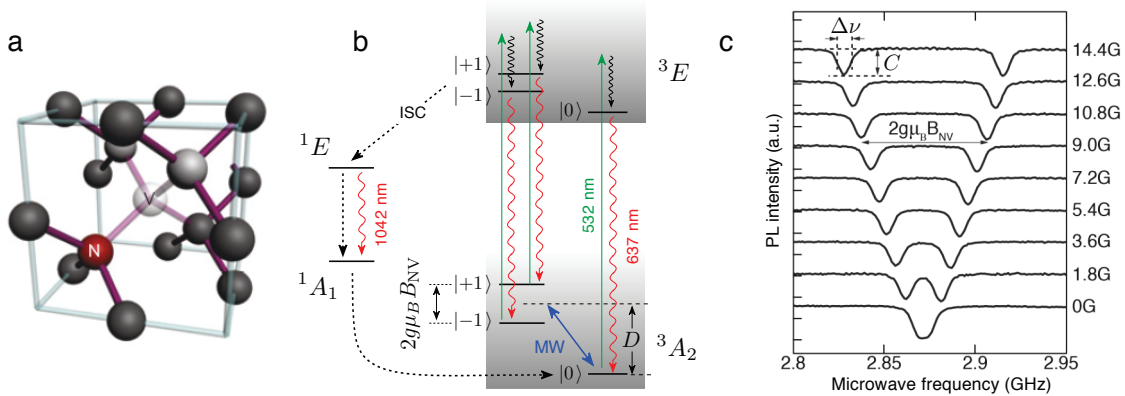 a
N
V
b
|+1⟩
|−1⟩
|0⟩
³E
ISC
¹E
1042 nm
¹A₁
532 nm
637 nm
|+1⟩
|−1⟩
2gμ_B B_NV
MW
D
³A₂
|0⟩
c
Δν
C
2gμ_B B_NV
14.4G
12.6G
10.8G
9.0G
7.2G
5.4G
3.6G
1.8G
0G
PL intensity (a.u.)
2.8
2.85
2.9
2.95
Microwave frequency (GHz)